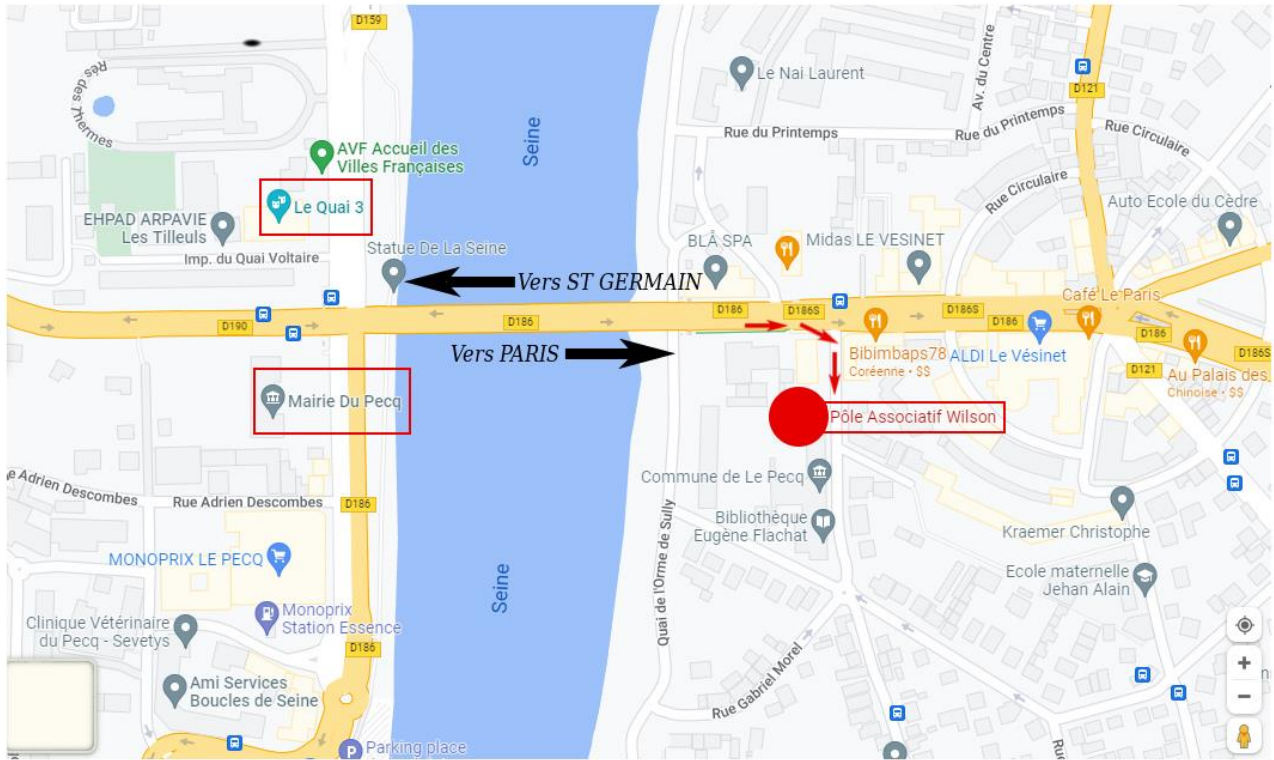 D159
Rés des Thermes
Seine
Le Nai Laurent
Av. du Centre
D121
Rue du Printemps
Rue du Printemps
Rue Circulaire
AVF Accueil des
Villes Françaises
Le Quai 3
Rue Circulaire
Auto Ecole du Cèdre
EHPAD ARPAVIE
Les Tilleuls
Imp. du Quai Voltaire
Statue De La Seine
BLÅ SPA
Midas LE VESINET
Vers ST GERMAIN
Café Le Paris
D190
D186
D186
D186S
D186S
D186
D186
D186S
Vers PARIS
Bibimbaps78
Coréenne • $$
ALDI Le Vésinet
D121
Au Palais des
Chinoise • $$
Mairie Du Pecq
Pôle Associatif Wilson
e Adrien Descombes
Rue Adrien Descombes
D186
Commune de Le Pecq
Bibliothèque
Eugène Flachat
Kraemer Christophe
Quai de l'Orme de Sully
MONOPRIX LE PECQ
Ecole maternelle
Jehan Alain
Seine
Monoprix
Station Essence
Clinique Vétérinaire
du Pecq - Sevetys
D186
Rue Gabriel Morel
Ami Services
Boucles de Seine
P
Parking place